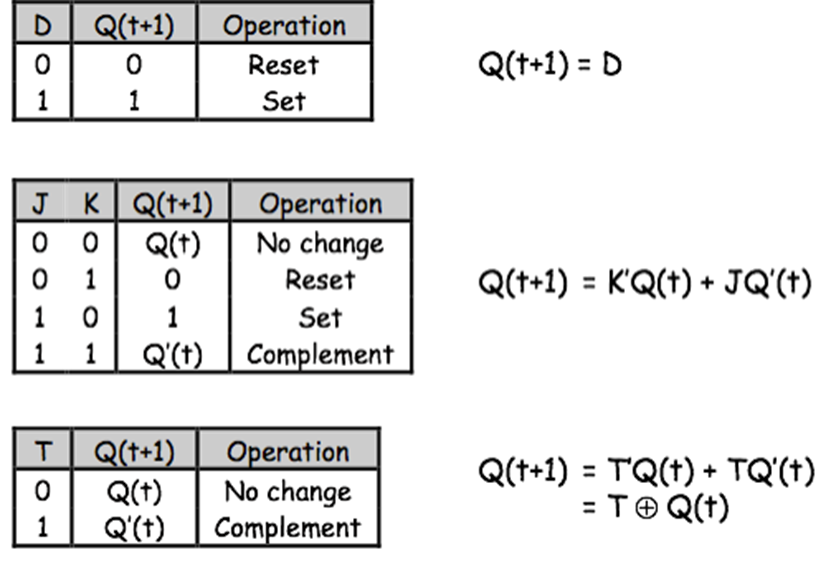 D Q(t+1) Operation
0 0 Reset
1 1 Set
Q(t+1) = D
J K Q(t+1) Operation
0 0 Q(t) No change
0 1 0 Reset
1 0 1 Set
1 1 Q'(t) Complement
Q(t+1) = K'Q(t) + JQ'(t)
T Q(t+1) Operation
0 Q(t) No change
1 Q'(t) Complement
Q(t+1) = T'Q(t) + TQ'(t)
= T ⊕ Q(t)